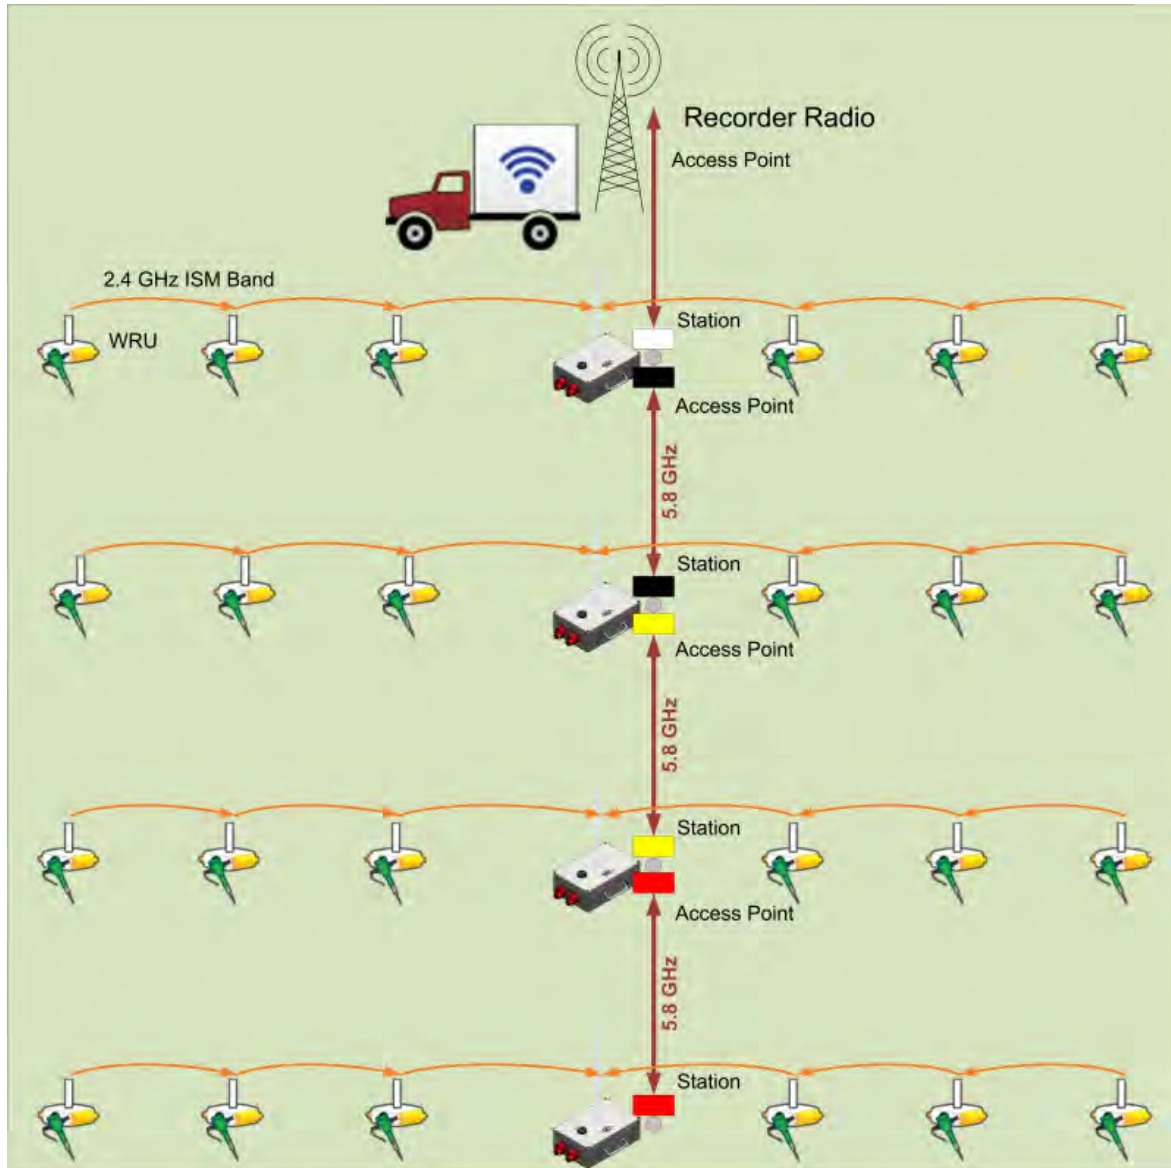 Recorder Radio
Access Point
2.4 GHz ISM Band
WRU
Station
Access Point
5.8 GHz
Station
Access Point
5.8 GHz
Station
Access Point
5.8 GHz
Station